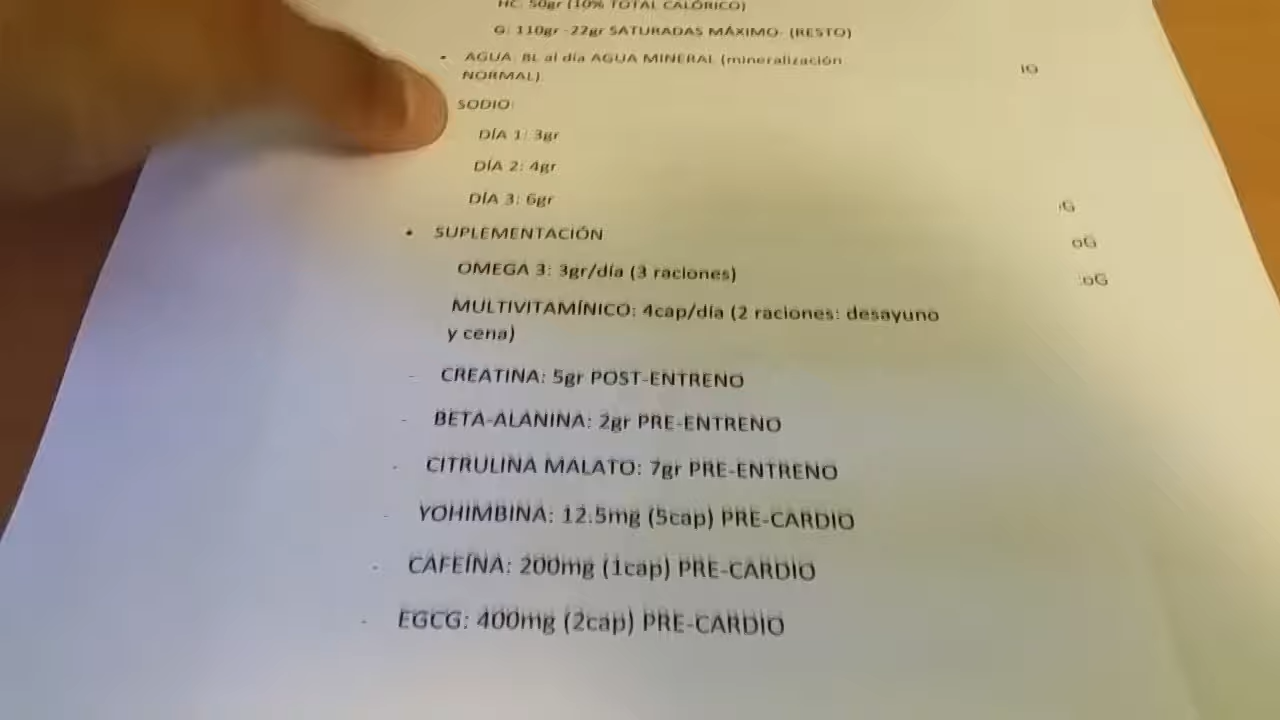 HC: 50gr (10% TOTAL CALÓRICO)
G: 110gr -22gr SATURADAS MÁXIMO- (RESTO)
• AGUA: 8L al día AGUA MINERAL (mineralización
NORMAL)
SODIO:
DÍA 1: 3gr
DÍA 2: 4gr
DÍA 3: 6gr
• SUPLEMENTACIÓN
OMEGA 3: 3gr/día (3 raciones)
MULTIVITAMÍNICO: 4cap/día (2 raciones: desayuno
y cena)
- CREATINA: 5gr POST-ENTRENO
- BETA-ALANINA: 2gr PRE-ENTRENO
- CITRULINA MALATO: 7gr PRE-ENTRENO
- YOHIMBINA: 12.5mg (5cap) PRE-CARDIO
- CAFEÍNA: 200mg (1cap) PRE-CARDIO
- EGCG: 400mg (2cap) PRE-CARDIO